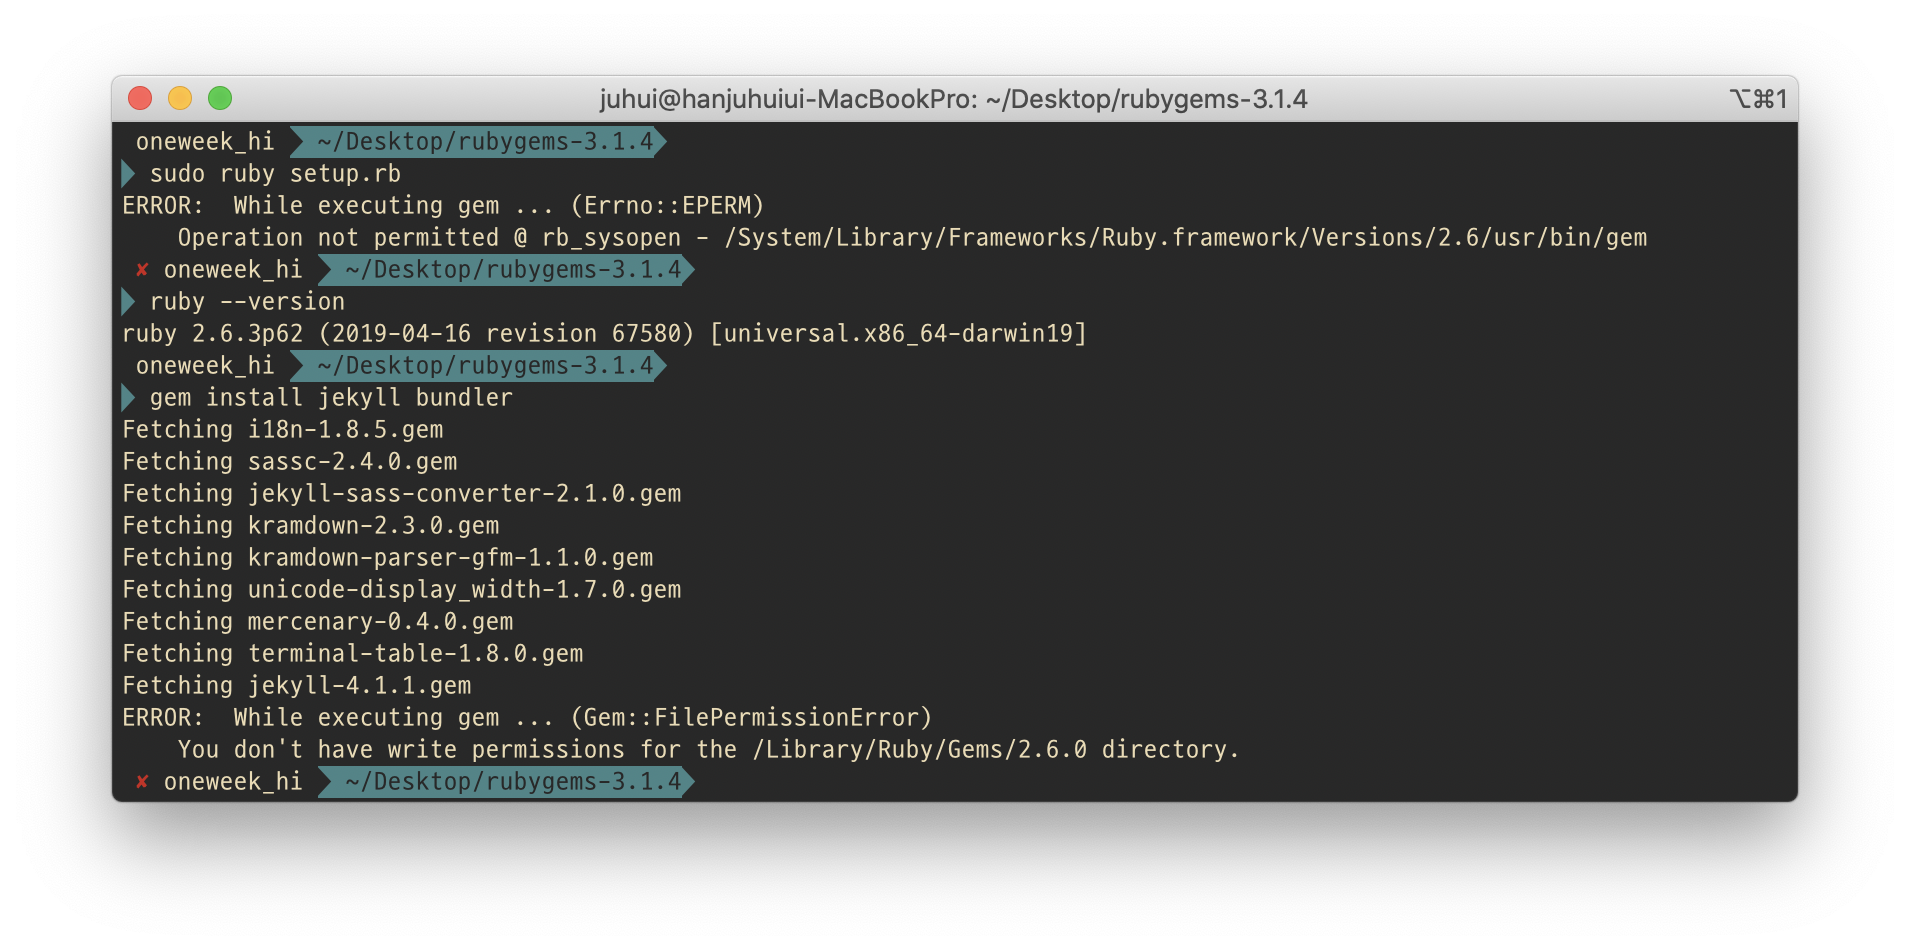 juhui@hanjuhuiui-MacBookPro: ~/Desktop/rubygems-3.1.4 ⌥⌘1
oneweek_hi ~/Desktop/rubygems-3.1.4
sudo ruby setup.rb
ERROR:  While executing gem ... (Errno::EPERM)
    Operation not permitted @ rb_sysopen - /System/Library/Frameworks/Ruby.framework/Versions/2.6/usr/bin/gem
✘ oneweek_hi ~/Desktop/rubygems-3.1.4
ruby --version
ruby 2.6.3p62 (2019-04-16 revision 67580) [universal.x86_64-darwin19]
oneweek_hi ~/Desktop/rubygems-3.1.4
gem install jekyll bundler
Fetching i18n-1.8.5.gem
Fetching sassc-2.4.0.gem
Fetching jekyll-sass-converter-2.1.0.gem
Fetching kramdown-2.3.0.gem
Fetching kramdown-parser-gfm-1.1.0.gem
Fetching unicode-display_width-1.7.0.gem
Fetching mercenary-0.4.0.gem
Fetching terminal-table-1.8.0.gem
Fetching jekyll-4.1.1.gem
ERROR:  While executing gem ... (Gem::FilePermissionError)
    You don't have write permissions for the /Library/Ruby/Gems/2.6.0 directory.
✘ oneweek_hi ~/Desktop/rubygems-3.1.4